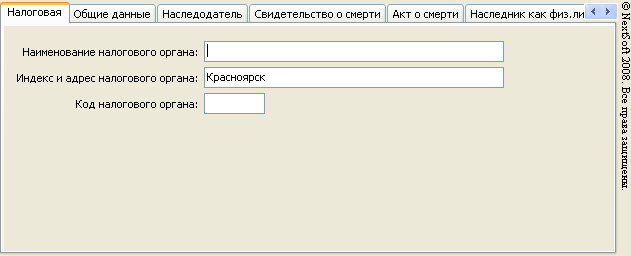 Налоговая Общие данные Наследодатель Свидетельство о смерти Акт о смерти Наследник как физ.ли
Наименование налогового органа:
Индекс и адрес налогового органа: Красноярск
Код налогового органа:
© NextSoft 2008. Все права защищены.